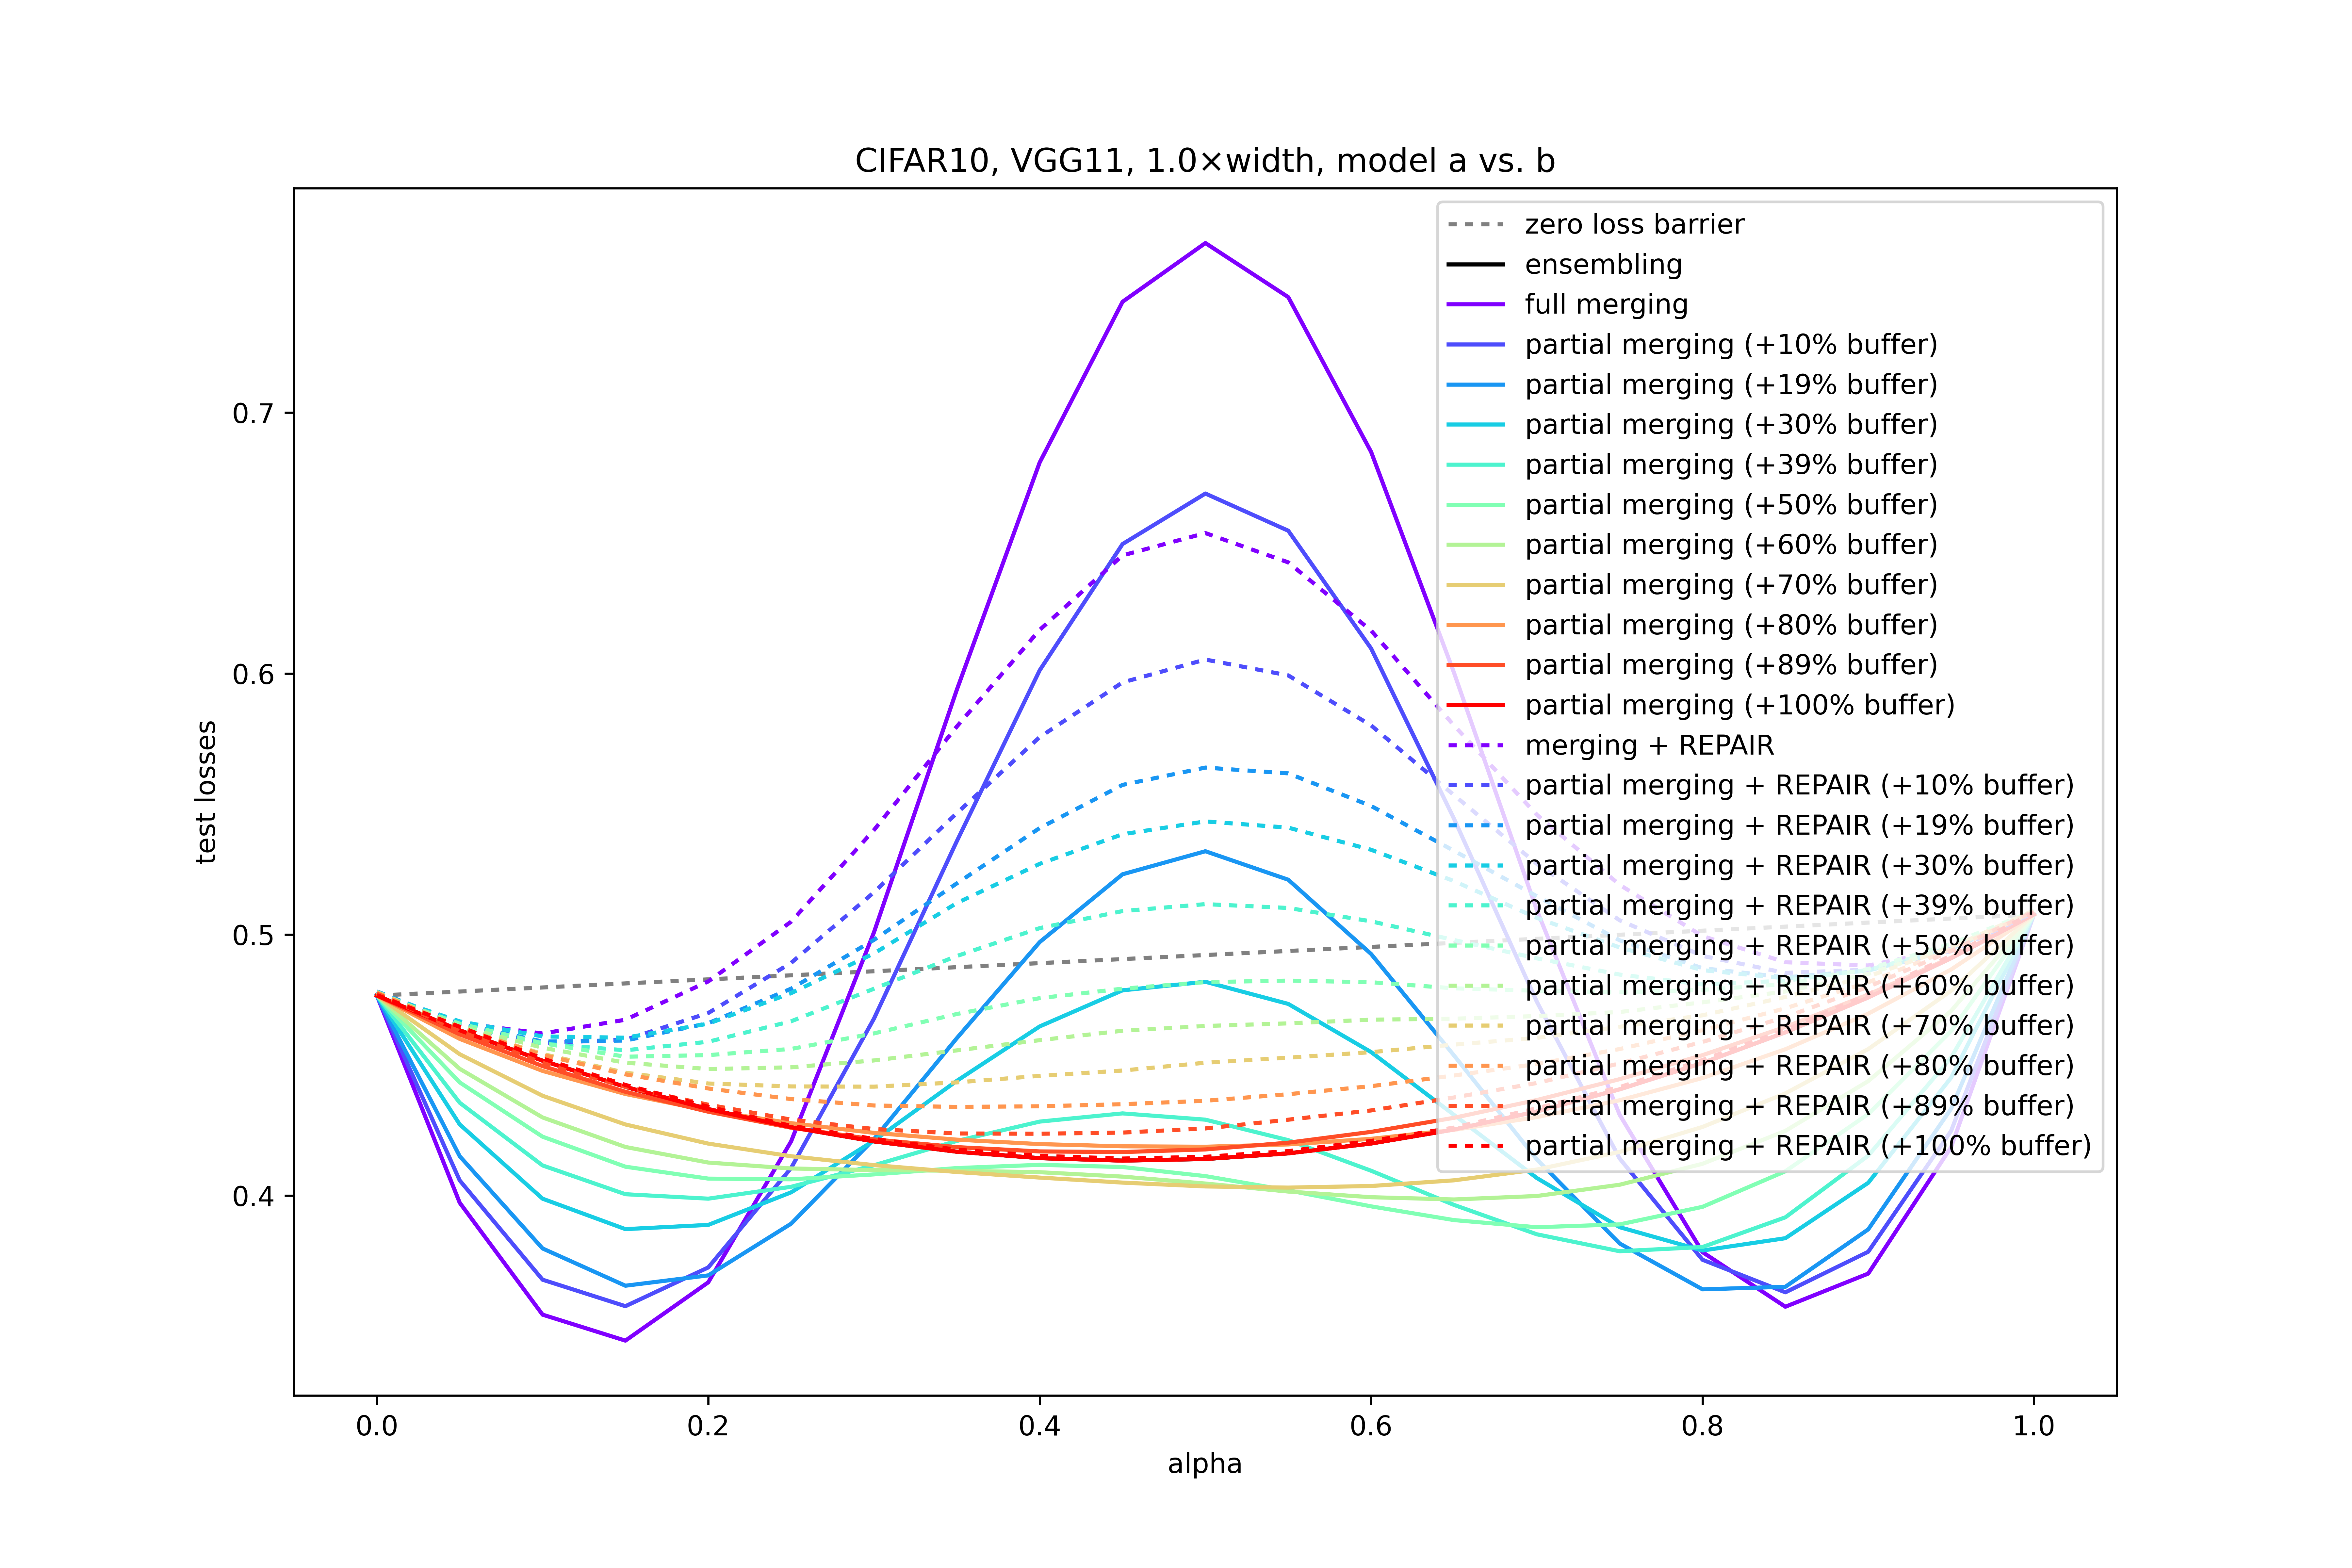 CIFAR10, VGG11, 1.0×width, model a vs. b
zero loss barrier
ensembling
full merging
partial merging (+10% buffer)
partial merging (+19% buffer)
partial merging (+30% buffer)
partial merging (+39% buffer)
partial merging (+50% buffer)
partial merging (+60% buffer)
partial merging (+70% buffer)
partial merging (+80% buffer)
partial merging (+89% buffer)
partial merging (+100% buffer)
merging + REPAIR
partial merging + REPAIR (+10% buffer)
partial merging + REPAIR (+19% buffer)
partial merging + REPAIR (+30% buffer)
partial merging + REPAIR (+39% buffer)
partial merging + REPAIR (+50% buffer)
partial merging + REPAIR (+60% buffer)
partial merging + REPAIR (+70% buffer)
partial merging + REPAIR (+80% buffer)
partial merging + REPAIR (+89% buffer)
partial merging + REPAIR (+100% buffer)
test losses
0.7
0.6
0.5
0.4
0.0 0.2 0.4 0.6 0.8 1.0
alpha